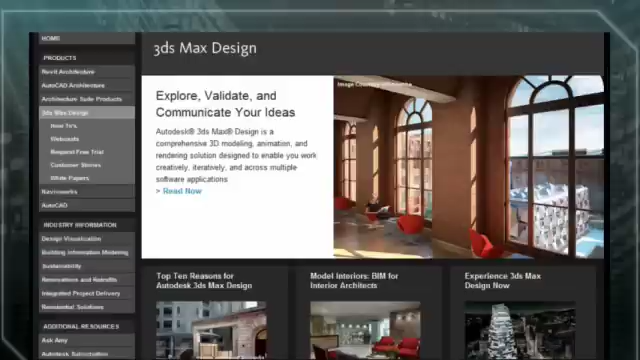 HOME
PRODUCTS
Revit Architecture
AutoCAD Architecture
Architecture Suite Products
3ds Max Design
How To's
Webcasts
Request Free Trial
Customer Stories
White Papers
Navisworks
AutoCAD
INDUSTRY INFORMATION
Design Visualization
Building Information Modeling
Sustainability
Renovations and Retrofits
Integrated Project Delivery
Residential Solutions
ADDITIONAL RESOURCES
Ask Amy
Autodesk Subscription
3ds Max Design
Explore, Validate, and
Communicate Your Ideas
Autodesk® 3ds Max® Design is a
comprehensive 3D modeling, animation, and
rendering solution designed to enable you work
creatively, iteratively, and across multiple
software applications
> Read Now
Image Courtesy
Top Ten Reasons for
Autodesk 3ds Max Design
Model Interiors: BIM for
Interior Architects
Experience 3ds Max
Design Now